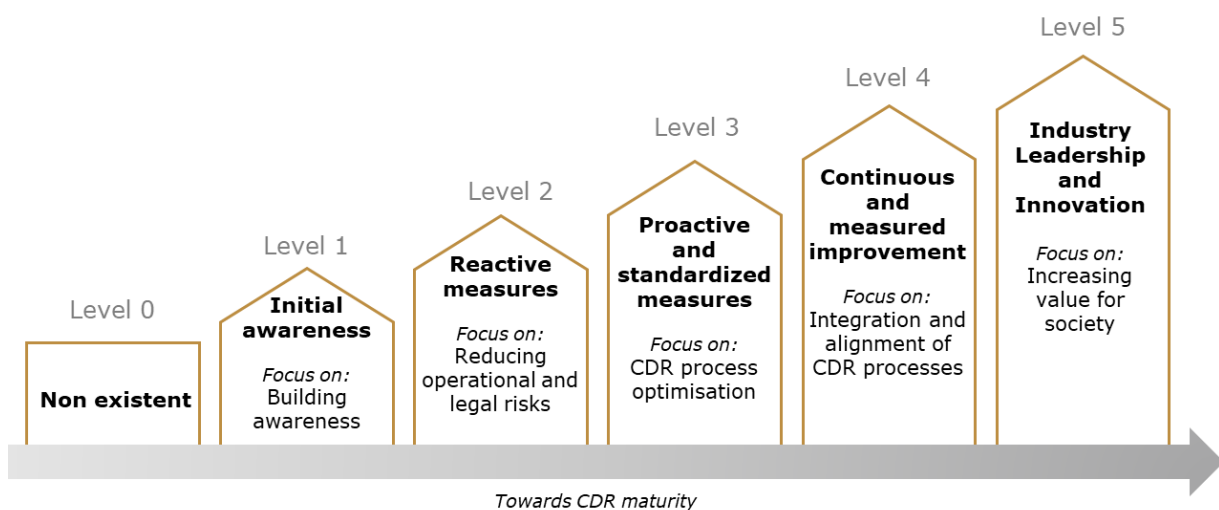 Level 0
Non existent
Level 1
Initial
awareness
Focus on:
Building
awareness
Level 2
Reactive
measures
Focus on:
Reducing
operational and
legal risks
Level 3
Proactive
and
standardized
measures
Focus on:
CDR process
optimisation
Level 4
Continuous
and
measured
improvement
Focus on:
Integration and
alignment of
CDR processes
Level 5
Industry
Leadership
and
Innovation
Focus on:
Increasing
value for
society
Towards CDR maturity